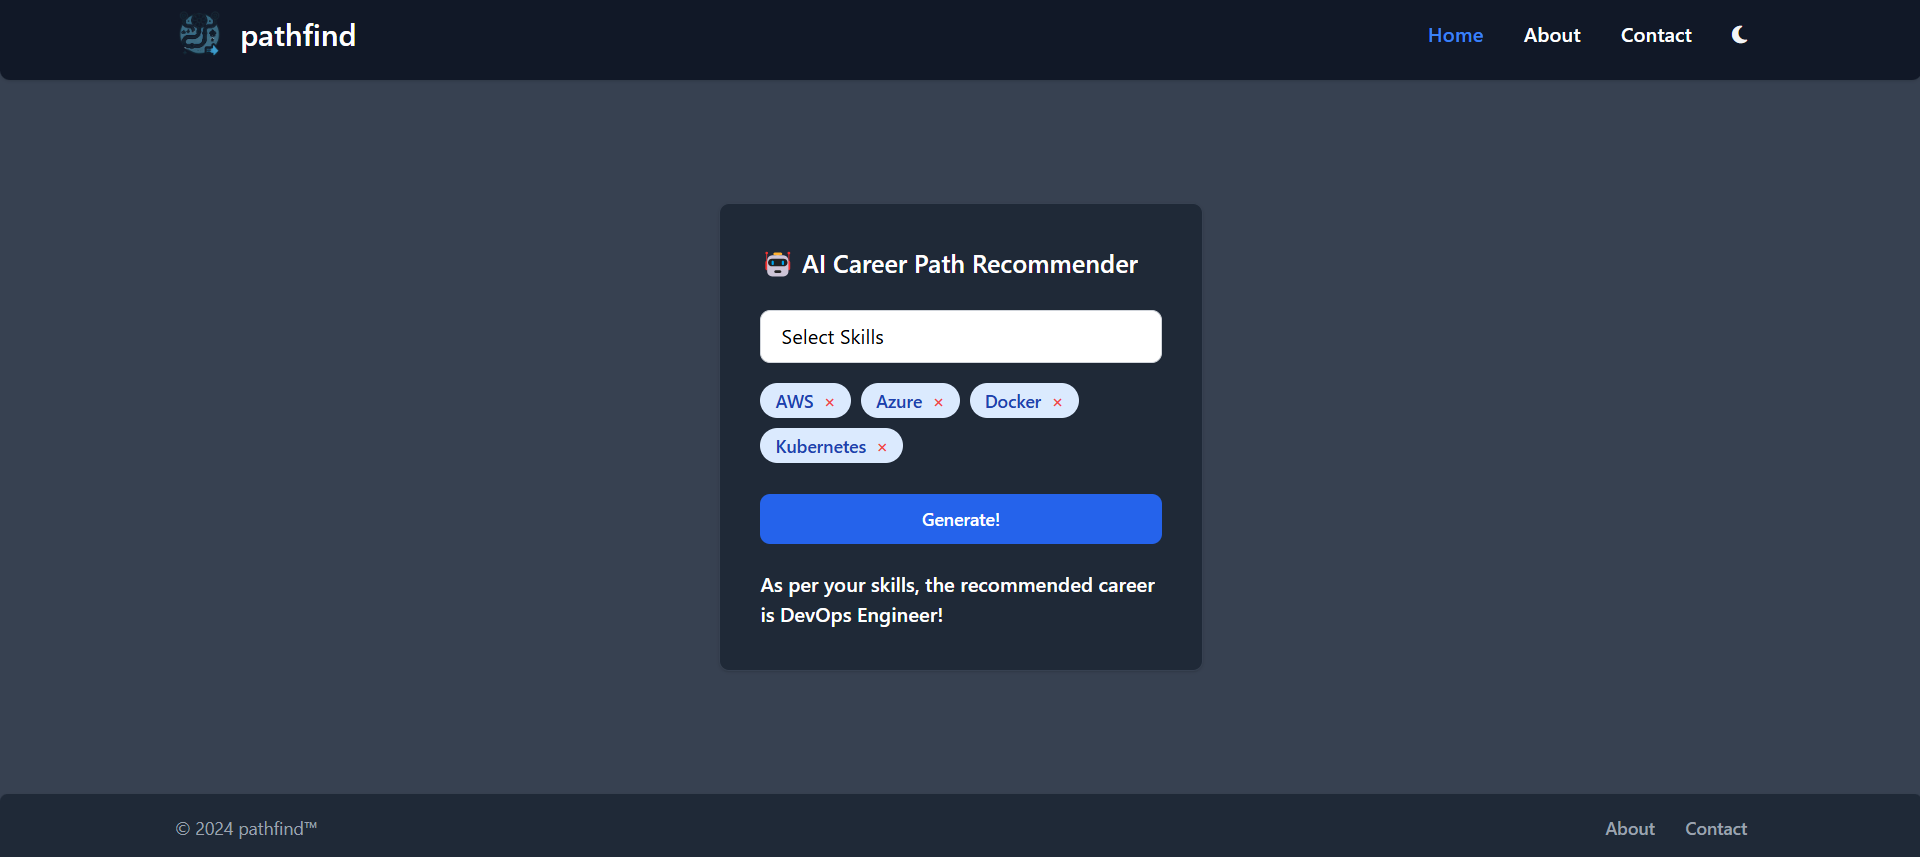 pathfind
Home About Contact
AI Career Path Recommender
Select Skills
AWS × Azure × Docker ×
Kubernetes ×
Generate!
As per your skills, the recommended career
is DevOps Engineer!
© 2024 pathfind™
About Contact